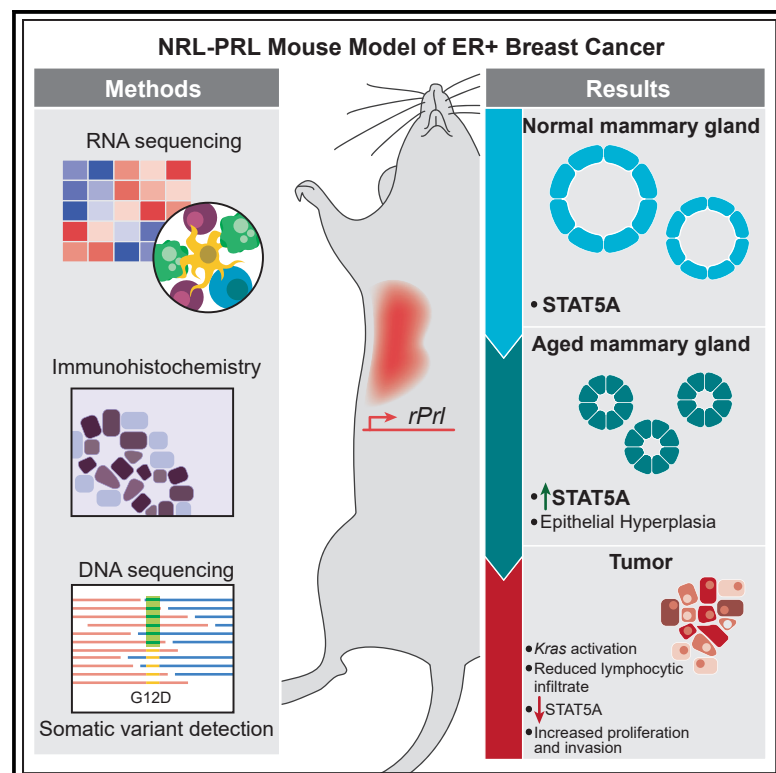 NRL-PRL Mouse Model of ER+ Breast Cancer
Methods
RNA sequencing
Immunohistochemistry
DNA sequencing
G12D
Somatic variant detection
rPrl
Results
Normal mammary gland
• STAT5A
Aged mammary gland
• ↑STAT5A
• Epithelial Hyperplasia
Tumor
• Kras activation
• Reduced lymphocytic
infiltrate
• ↓STAT5A
• Increased proliferation
and invasion